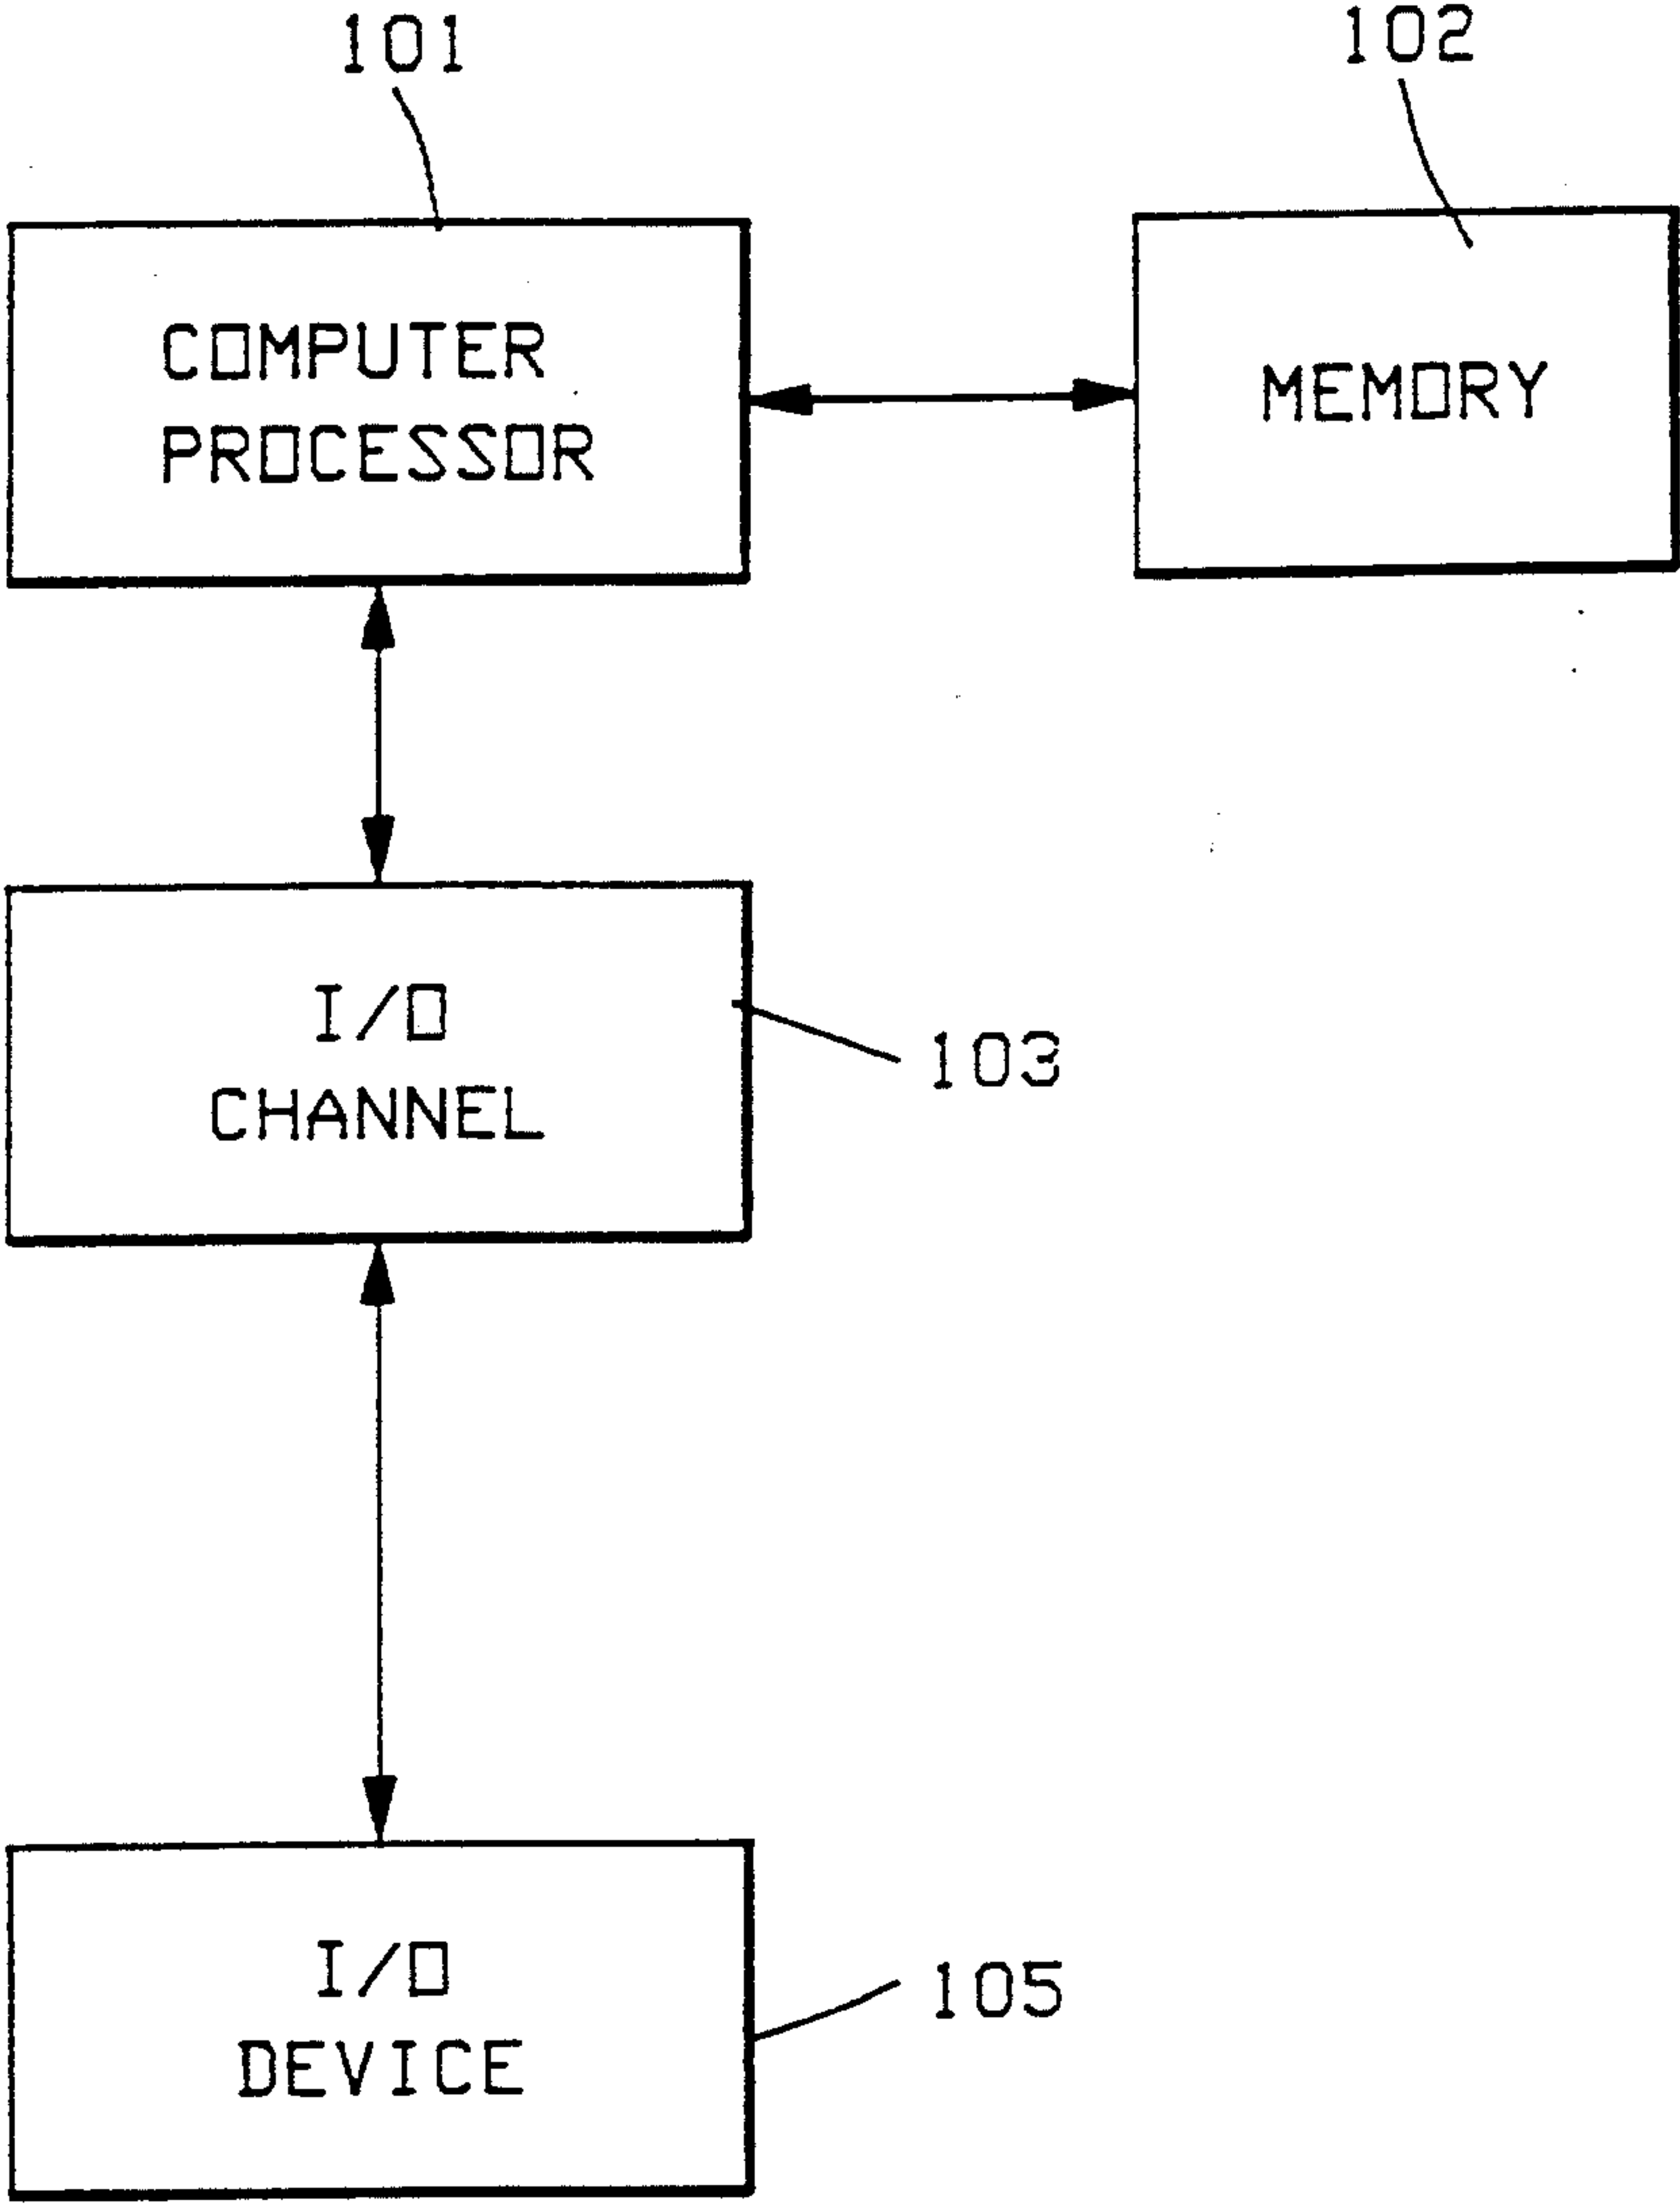 101
102
COMPUTER
PROCESSOR
MEMORY
I/O
CHANNEL
103
I/O
DEVICE
105